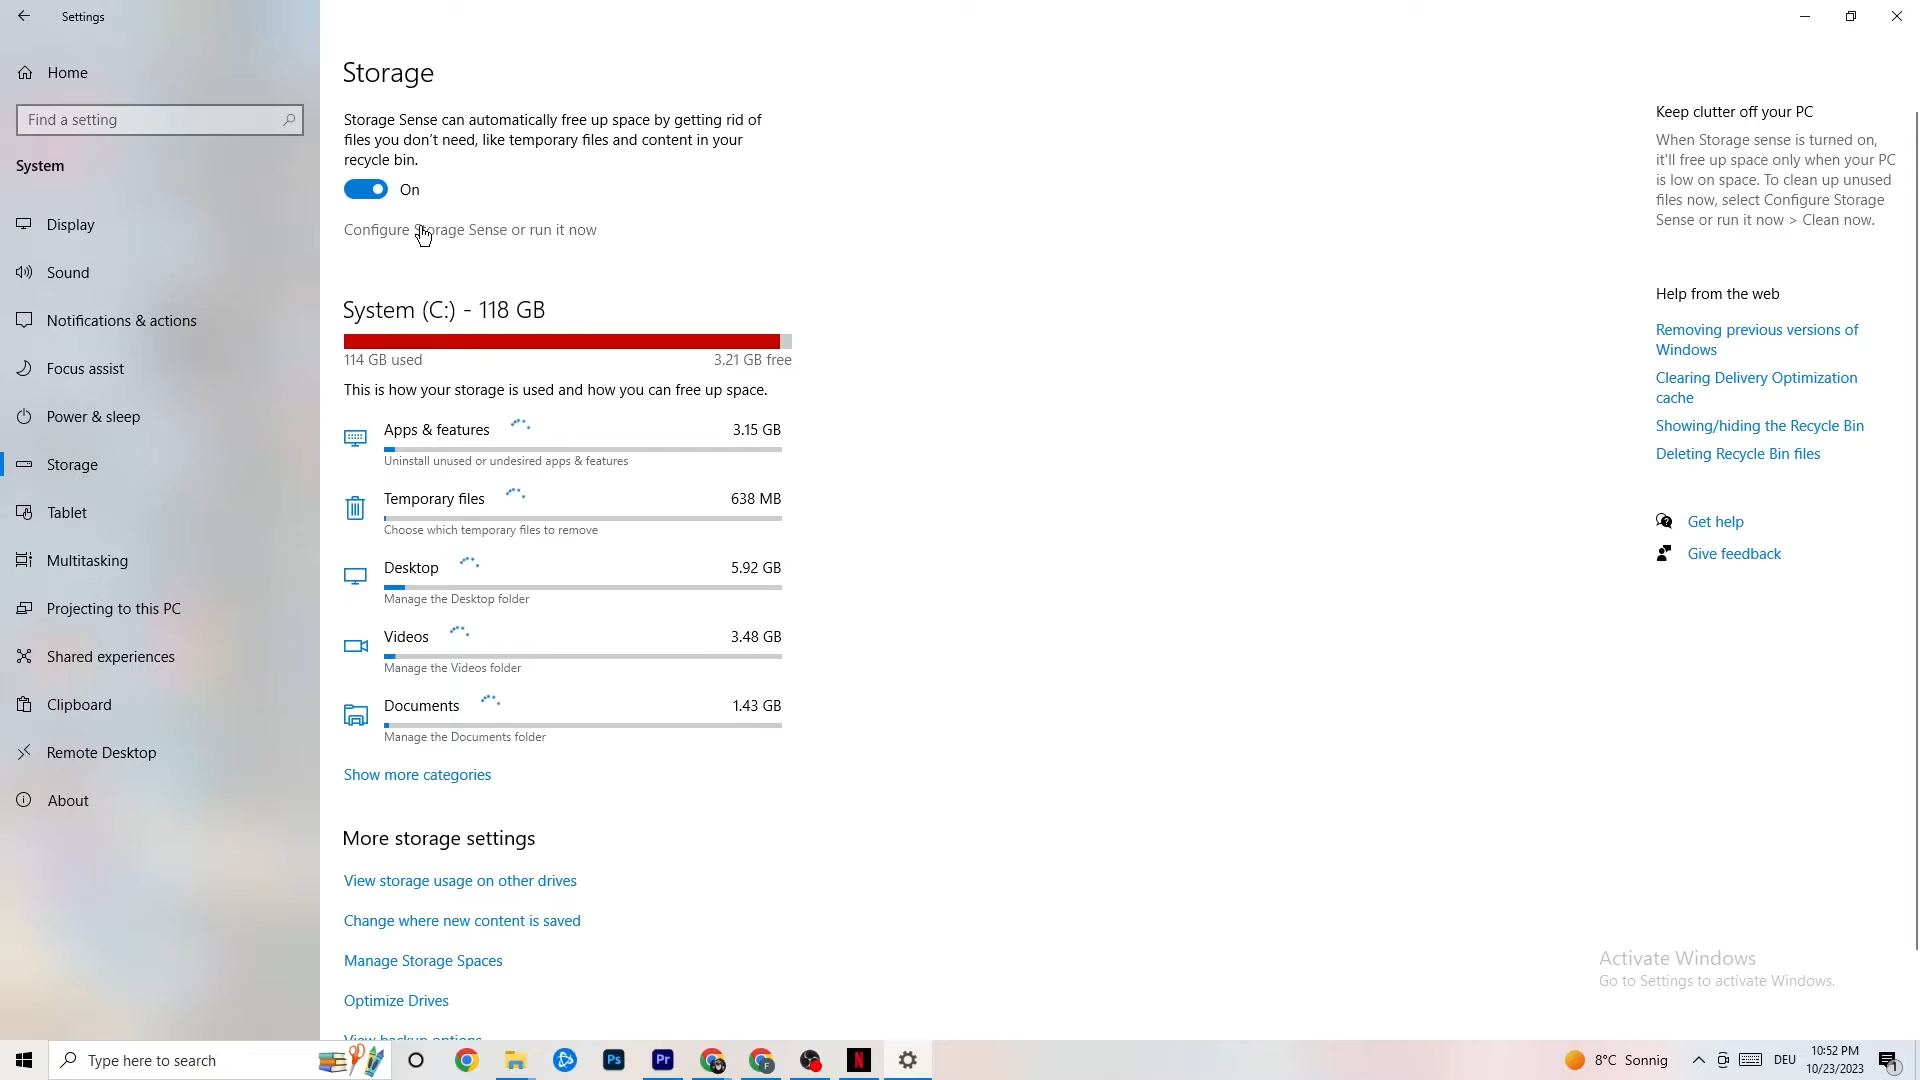 Settings
Home
Find a setting
System
Display
Sound
Notifications & actions
Focus assist
Power & sleep
Storage
Tablet
Multitasking
Projecting to this PC
Shared experiences
Clipboard
Remote Desktop
About
Storage
Storage Sense can automatically free up space by getting rid of
files you don't need, like temporary files and content in your
recycle bin.
On
Configure Storage Sense or run it now
System (C:) - 118 GB
114 GB used
3.21 GB free
This is how your storage is used and how you can free up space.
Apps & features
3.15 GB
Uninstall unused or undesired apps & features
Temporary files
638 MB
Choose which temporary files to remove
Desktop
5.92 GB
Manage the Desktop folder
Videos
3.48 GB
Manage the Videos folder
Documents
1.43 GB
Manage the Documents folder
Show more categories
More storage settings
View storage usage on other drives
Change where new content is saved
Manage Storage Spaces
Optimize Drives
View backup options
Keep clutter off your PC
When Storage sense is turned on,
it'll free up space only when your PC
is low on space. To clean up unused
files now, select Configure Storage
Sense or run it now > Clean now.
Help from the web
Removing previous versions of
Windows
Clearing Delivery Optimization
cache
Showing/hiding the Recycle Bin
Deleting Recycle Bin files
Get help
Give feedback
Activate Windows
Go to Settings to activate Windows.
Type here to search
Ps
Pr
F
N
8°C Sonnig
DEU
10:52 PM
10/23/2023
1